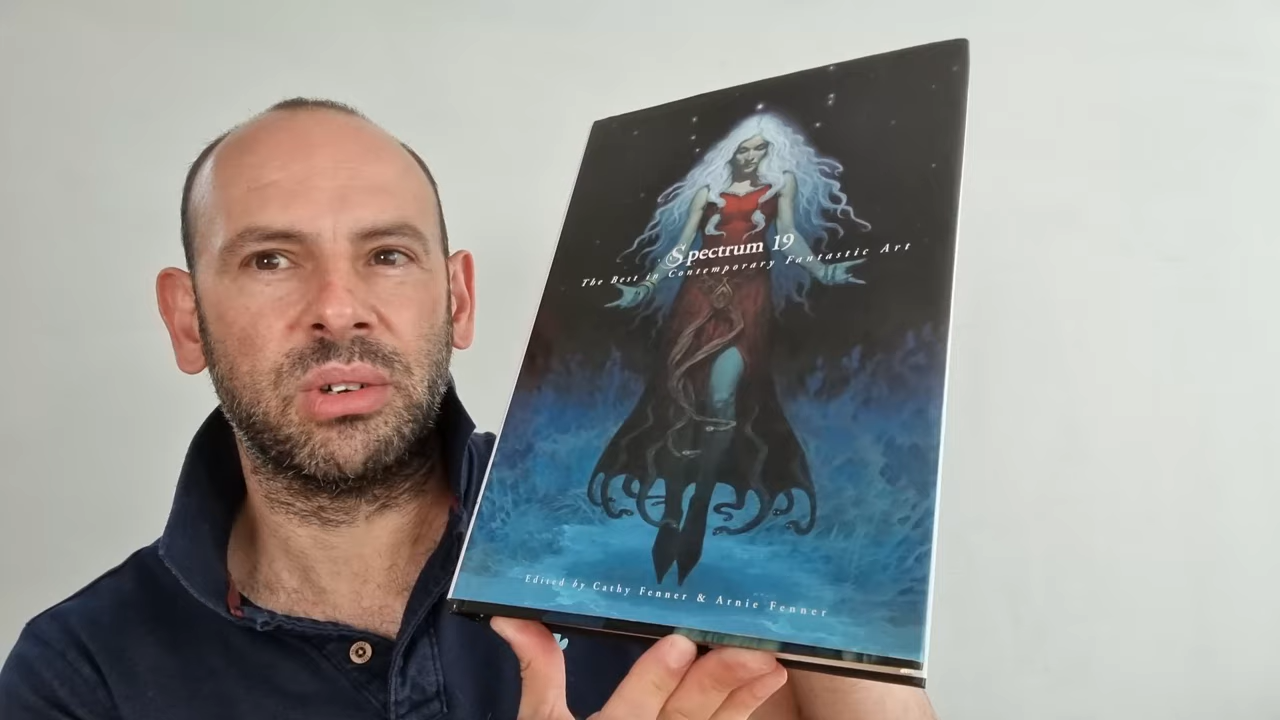 Spectrum 19
The Best in Contemporary Fantastic Art
Edited by Cathy Fenner & Arnie Fenner